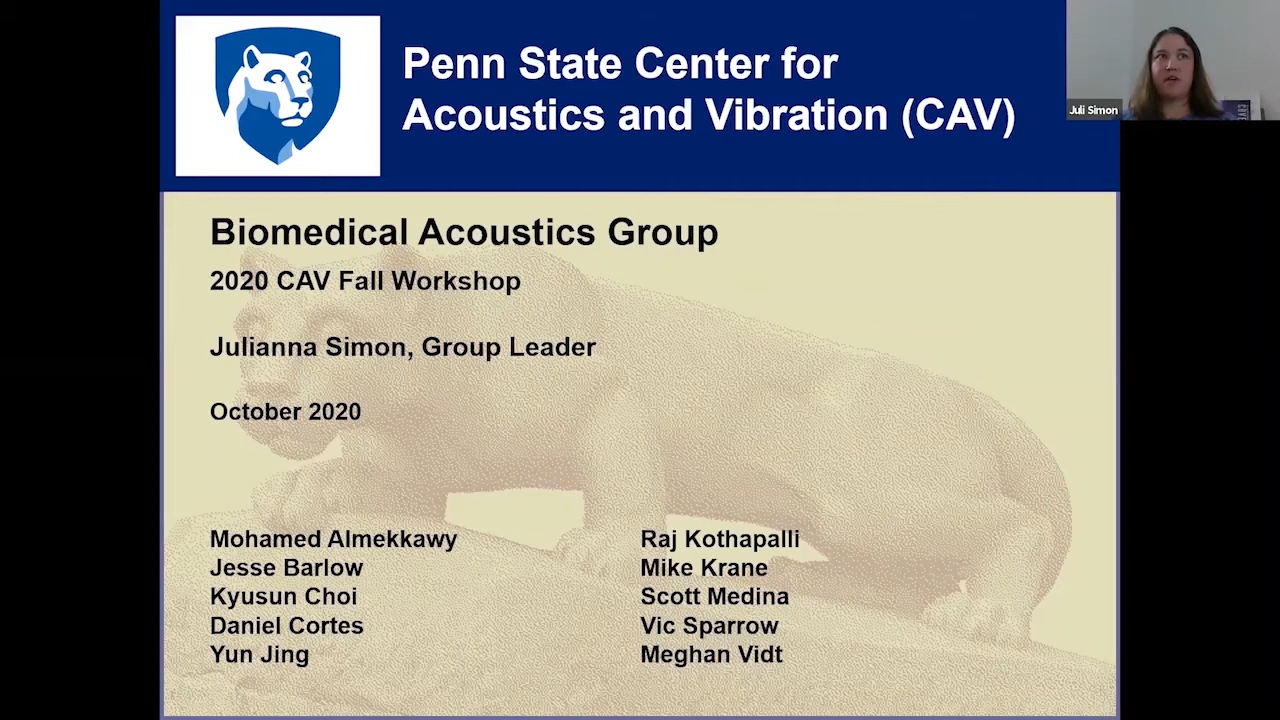 Penn State Center for
Acoustics and Vibration (CAV)
Juli Simon
Biomedical Acoustics Group
2020 CAV Fall Workshop
Julianna Simon, Group Leader
October 2020
Mohamed Almekkawy
Jesse Barlow
Kyusun Choi
Daniel Cortes
Yun Jing
Raj Kothapalli
Mike Krane
Scott Medina
Vic Sparrow
Meghan Vidt